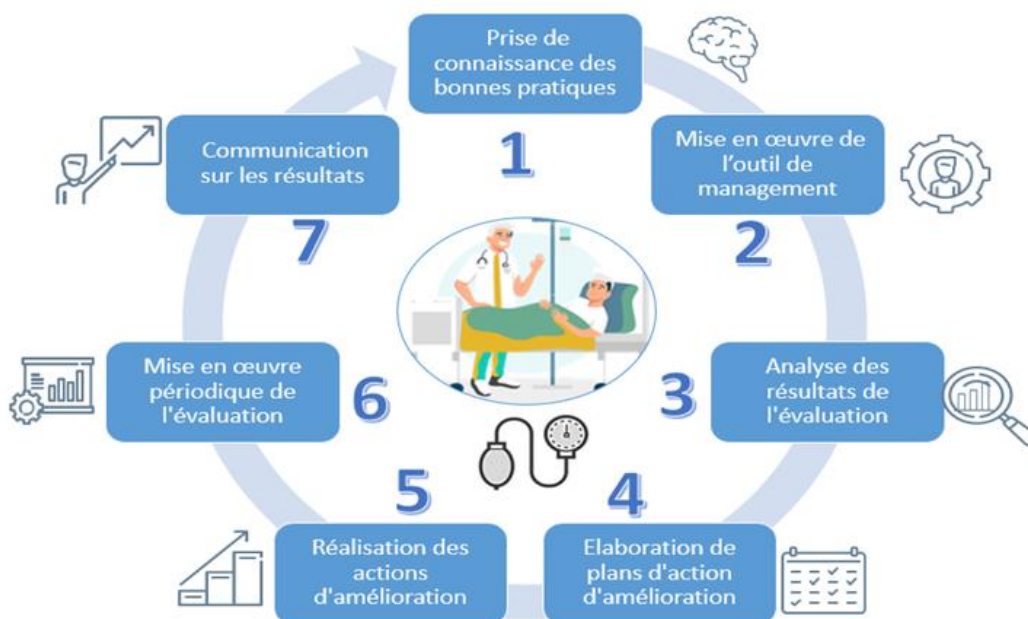 Prise de
connaissance des
bonnes pratiques
1
Mise en œuvre de
l’outil de
management
2
Analyse des
résultats de
l'évaluation
3
Elaboration de
plans d'action
d'amélioration
4
Réalisation des
actions
d'amélioration
5
Mise en œuvre
périodique de
l'évaluation
6
Communication
sur les résultats
7